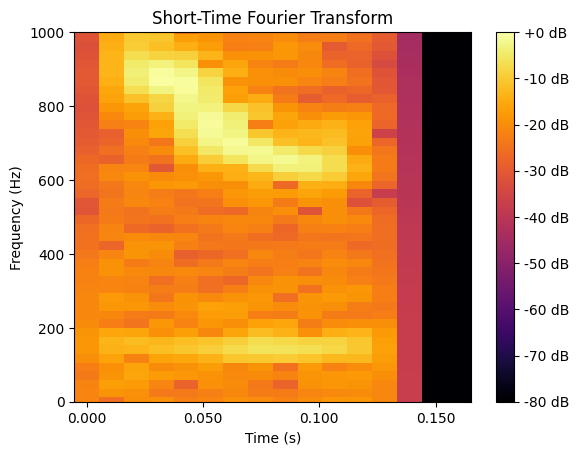 Short-Time Fourier Transform
1000
800
600
400
200
0
Frequency (Hz)
0.000
0.050
0.100
0.150
Time (s)
+0 dB
-10 dB
-20 dB
-30 dB
-40 dB
-50 dB
-60 dB
-70 dB
-80 dB